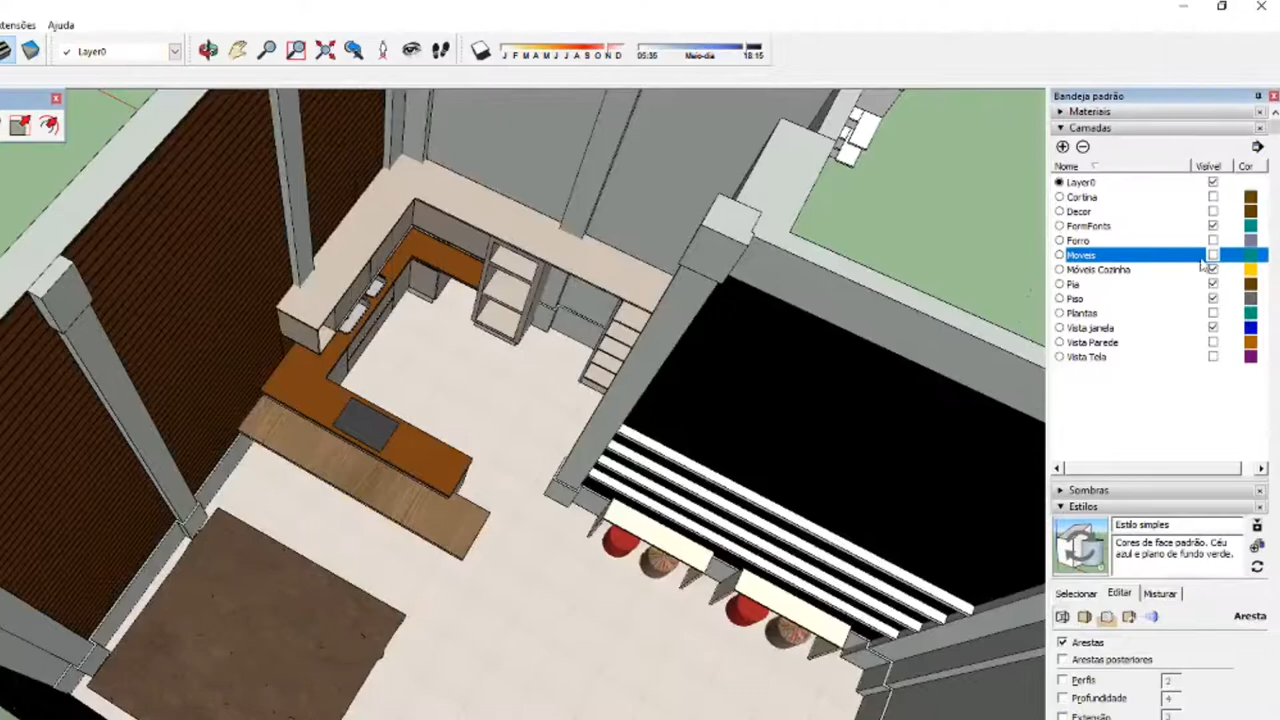 tensões Ajuda
Layer0
J F M A M J J A S O N D
05:35 Meio-dia 18:15
Bandeja padrão
Materiais
Camadas
Nome Visível Cor
Layer0
Cortina
Decor
FormFonts
Forro
Moveis
Móveis Cozinha
Pia
Piso
Plantas
Vista janela
Vista Parede
Vista Tela
Sombras
Estilos
Estilo simples
Cores de face padrão. Céu
azul e plano de fundo verde.
Selecionar Editar Misturar
Aresta
Arestas
Arestas posteriores
Perfis 2
Profundidade 4
Extensão